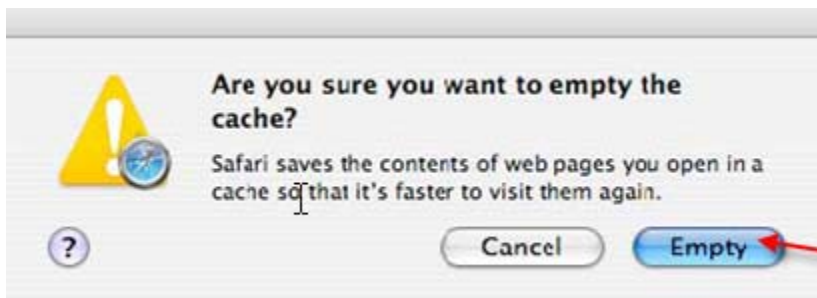 Are you sure you want to empty the
cache?
Safari saves the contents of web pages you open in a
cache so that it's faster to visit them again.
?
Cancel
Empty